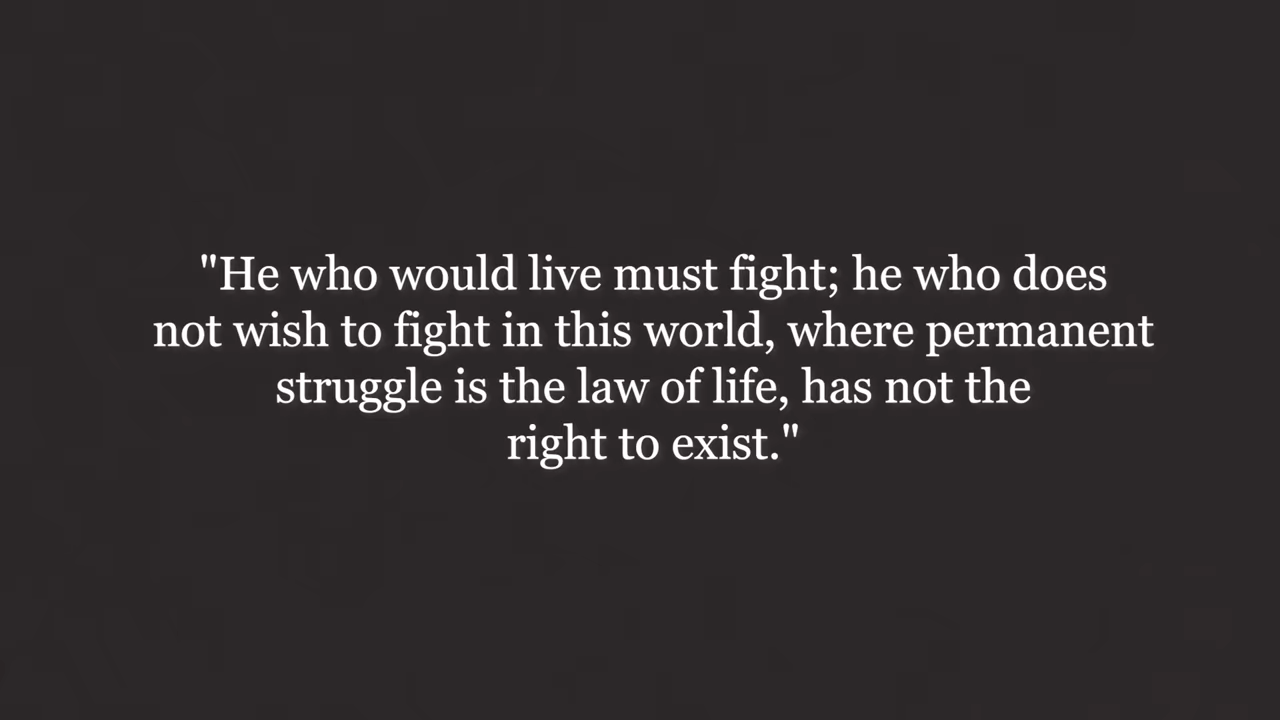 "He who would live must fight; he who does
not wish to fight in this world, where permanent
struggle is the law of life, has not the
right to exist."